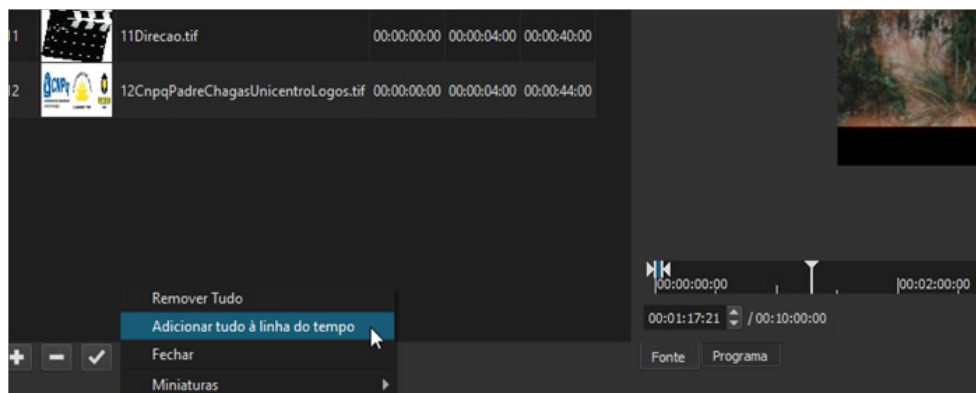 11
11Direcao.tif 00:00:00:00 00:00:04:00 00:00:40:00
12
CNPq
12CnpqPadreChagasUnicentroLogos.tif 00:00:00:00 00:00:04:00 00:00:44:00
Remover Tudo
Adicionar tudo à linha do tempo
Fechar
Miniaturas
00:00:00:00 00:02:00:00
00:01:17:21 / 00:10:00:00
Fonte Programa